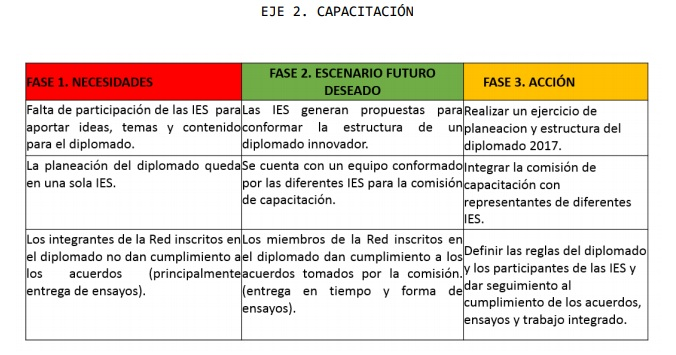 EJE 2. CAPACITACIÓN
FASE 1. NECESIDADES
FASE 2. ESCENARIO FUTURO
DESEADO
FASE 3. ACCIÓN
Falta de participación de las IES para
aportar ideas, temas y contenido
para el diplomado.
Las IES generan propuestas para
conformar la estructura de un
diplomado innovador.
Realizar un ejercicio de
planeacion y estructura del
diplomado 2017.
La planeación del diplomado queda
en una sola IES.
Se cuenta con un equipo conformado
por las diferentes IES para la comisión
de capacitación.
Integrar la comisión de
capacitación con
representantes de diferentes
IES.
Los integrantes de la Red inscritos en
el diplomado no dan cumplimiento a
los acuerdos (principalmente
entrega de ensayos).
Los miembros de la Red inscritos en
el diplomado dan cumplimiento a los
acuerdos tomados por la comisión.
(entrega en tiempo y forma de
ensayos).
Definir las reglas del diplomado
y los participantes de las IES y
dar seguimiento al
cumplimiento de los acuerdos,
ensayos y trabajo integrado.